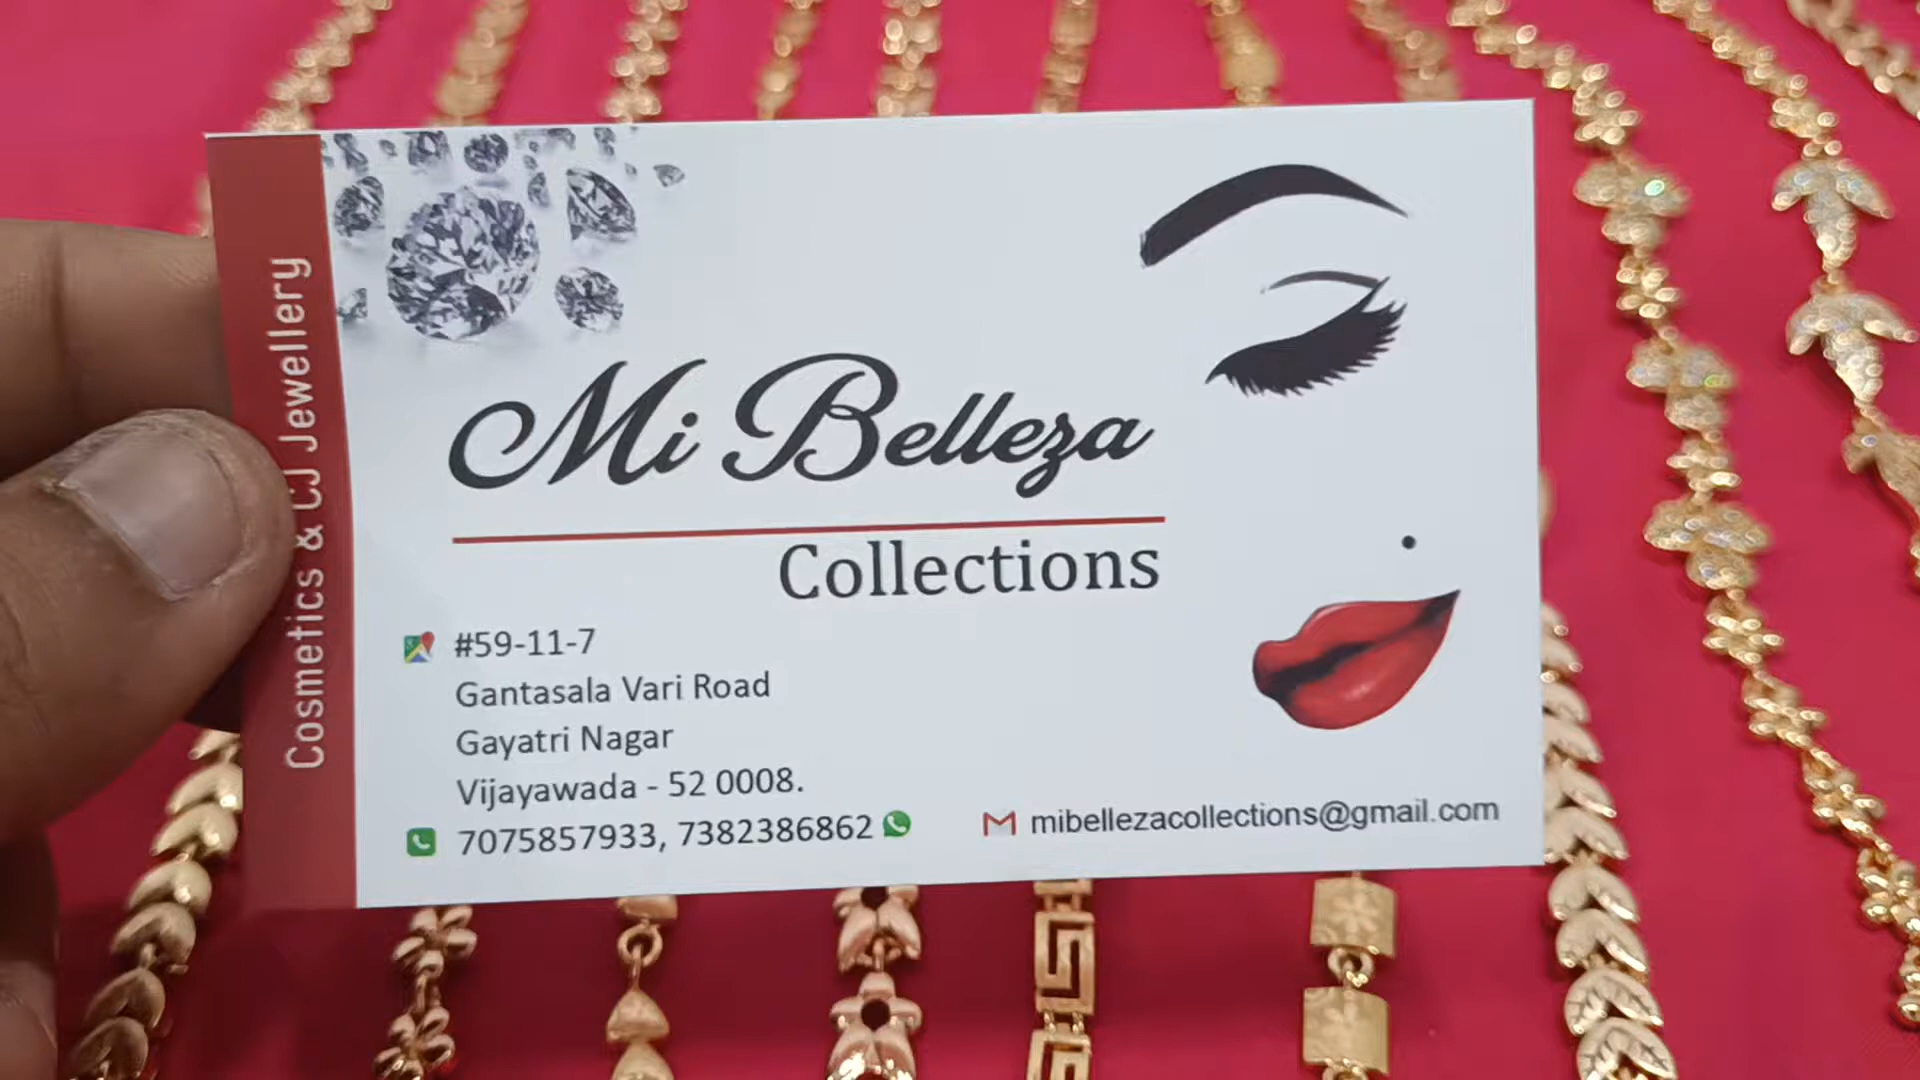 Cosmetics & CJ Jewellery
Mi Belleza
Collections
#59-11-7
Gantasala Vari Road
Gayatri Nagar
Vijayawada - 52 0008.
7075857933, 7382386862
mibellezacollections@gmail.com